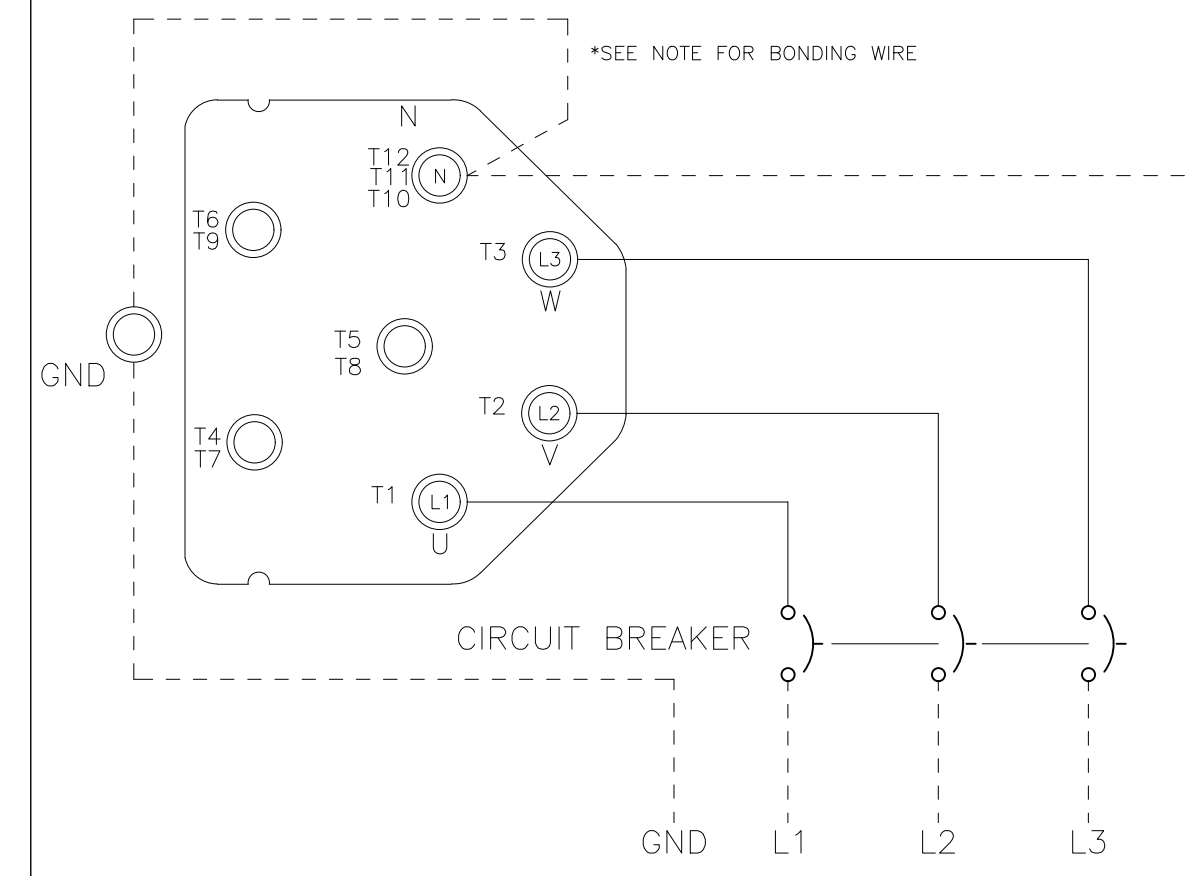 *SEE NOTE FOR BONDING WIRE
N
T12
T11
T10
N
T6
T9
T3
L3
W
T5
T8
GND
T2
L2
V
T4
T7
T1
L1
U
CIRCUIT BREAKER
GND
L1
L2
L3